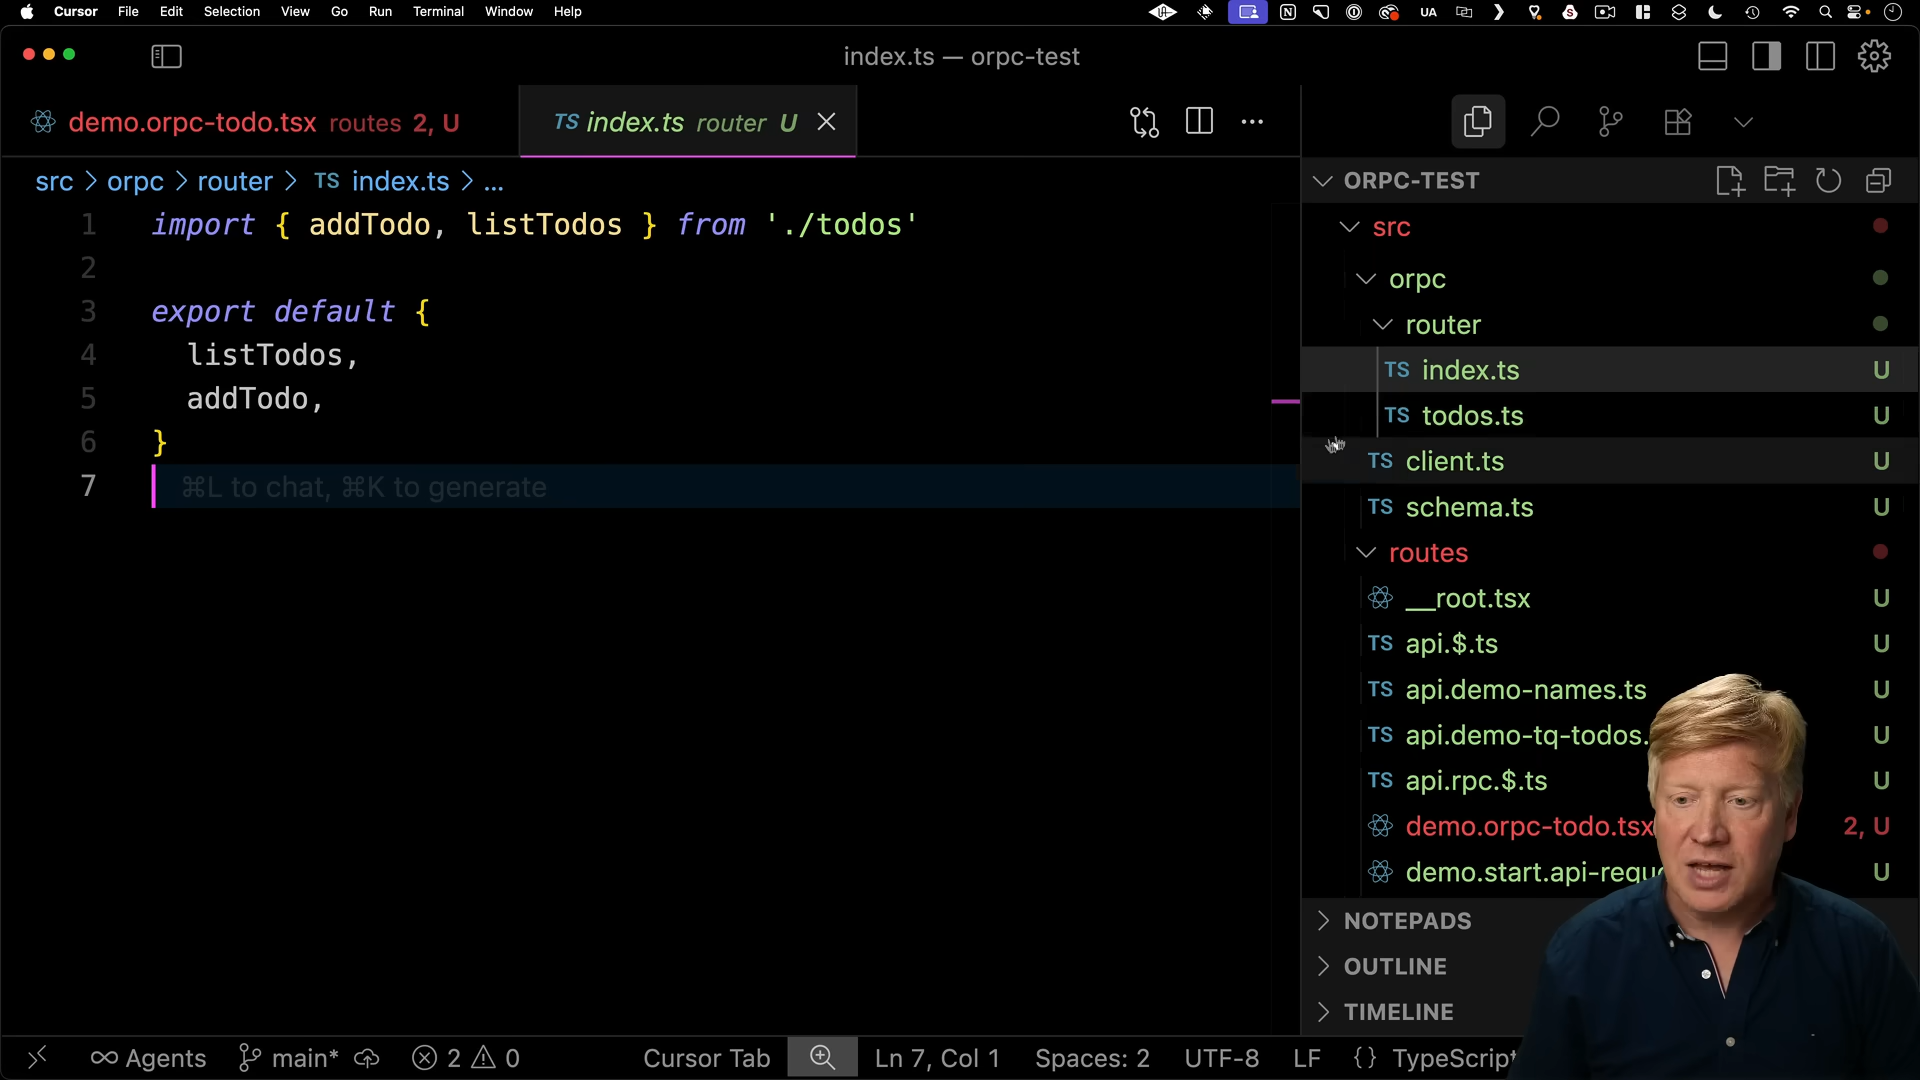 Cursor File Edit Selection View Go Run Terminal Window Help UA
index.ts — orpc-test
demo.orpc-todo.tsx routes 2, U
TS index.ts router U
src > orpc > router > TS index.ts > ...
1 import { addTodo, listTodos } from './todos'
2
3 export default {
4 listTodos,
5 addTodo,
6 }
7 ⌘L to chat, ⌘K to generate
ORPC-TEST
src
orpc
router
TS index.ts U
TS todos.ts U
TS client.ts U
TS schema.ts U
routes
__root.tsx U
TS api.$.ts U
TS api.demo-names.ts U
TS api.demo-tq-todos. U
TS api.rpc.$.ts U
demo.orpc-todo.tsx 2, U
demo.start.api-requ U
NOTEPADS
OUTLINE
TIMELINE
Agents main* 2 0 Cursor Tab Ln 7, Col 1 Spaces: 2 UTF-8 LF {} TypeScript